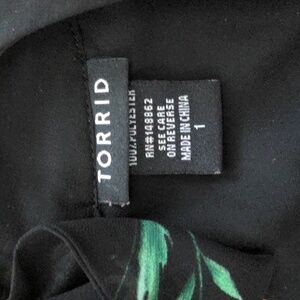 TORRID
100% POLYESTER
RN#148862
SEE CARE
ON REVERSE
MADE IN CHINA
1